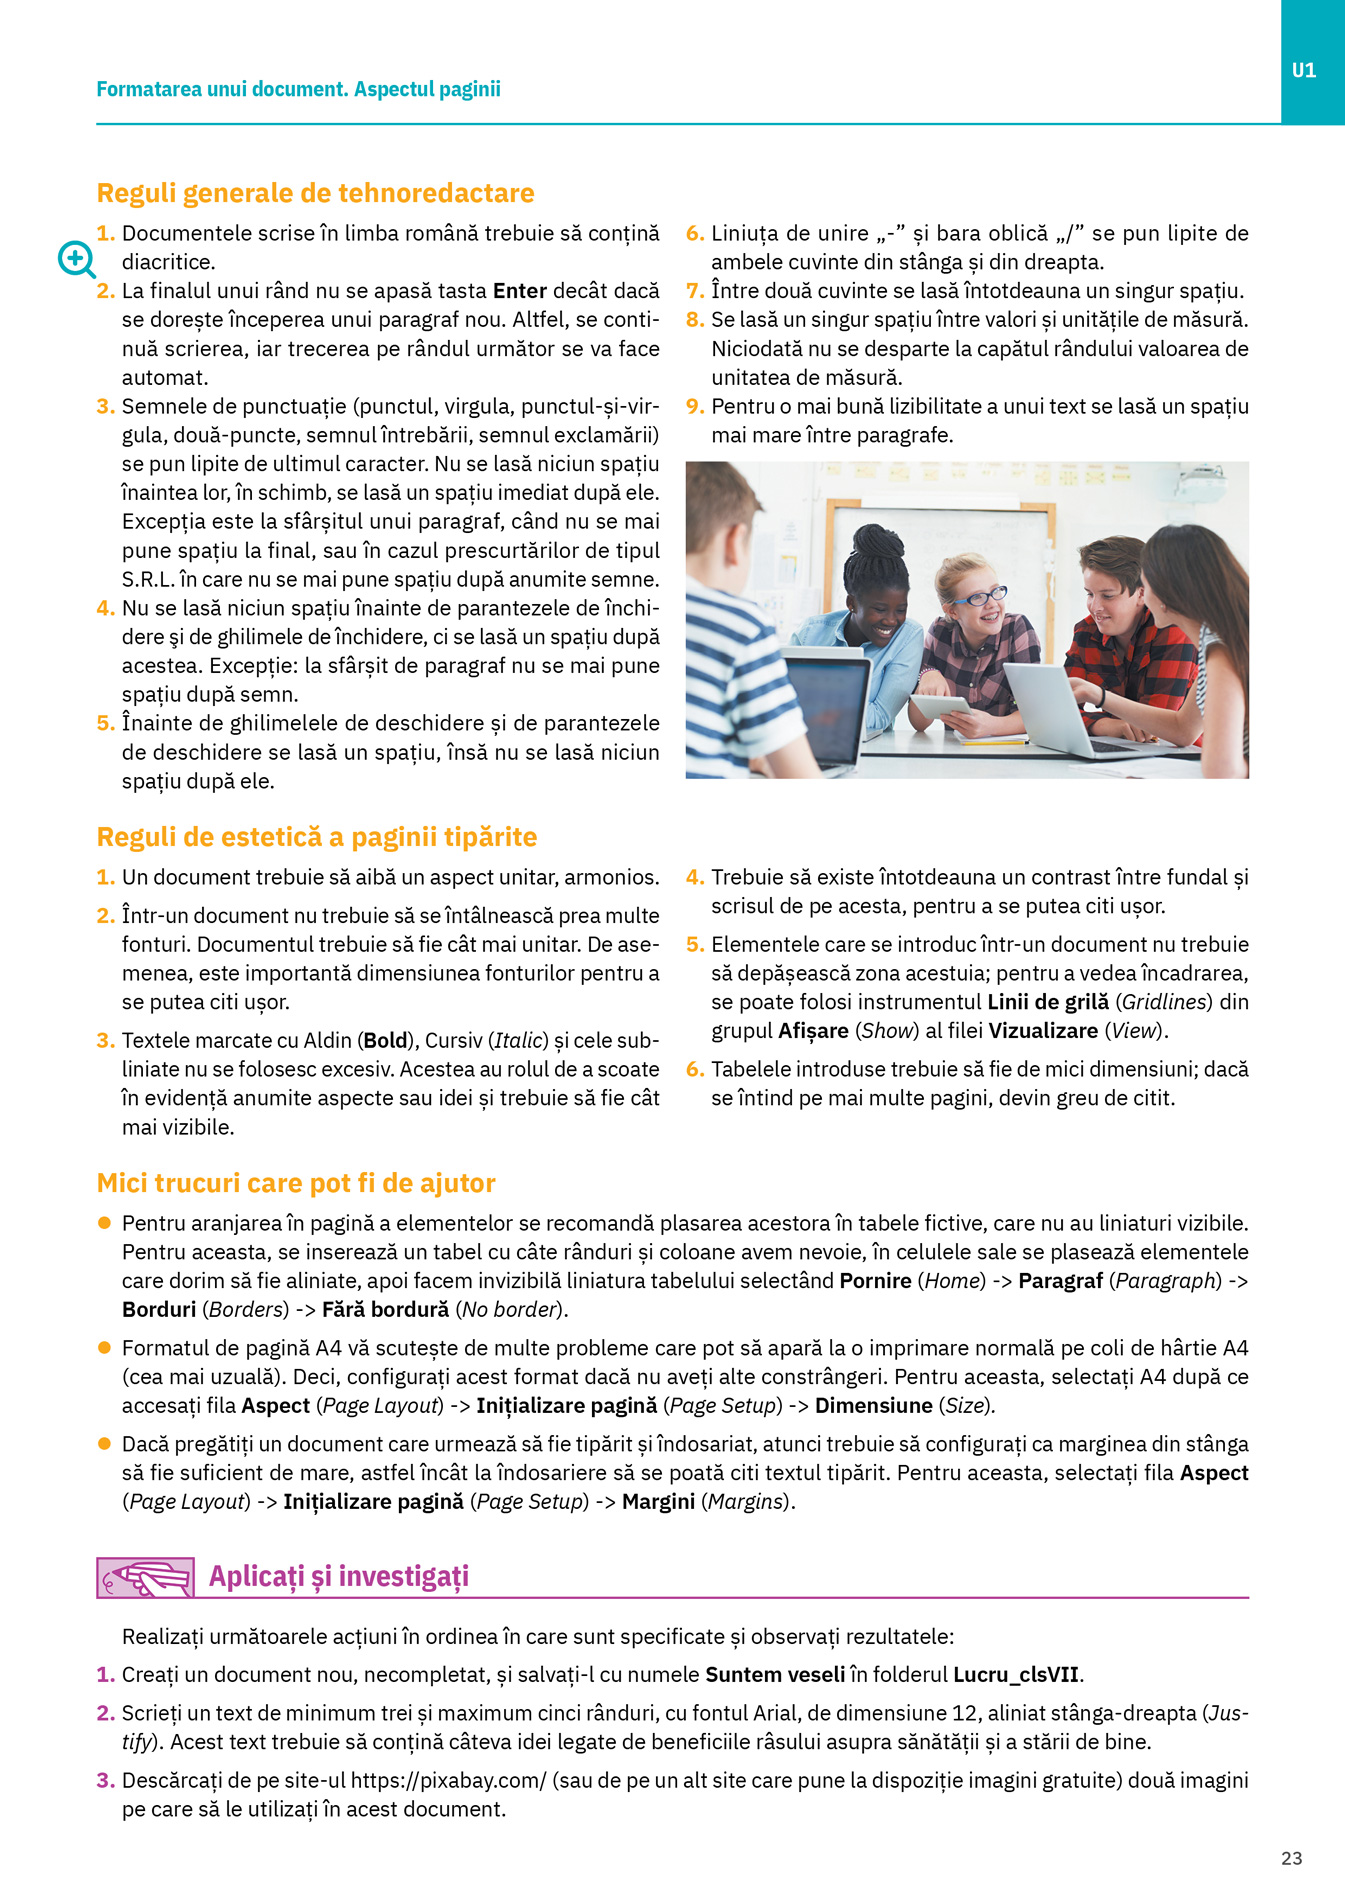 U1
Formatarea unui document. Aspectul paginii
Reguli generale de tehnoredactare
1. Documentele scrise în limba română trebuie să conțină
diacritice.
2. La finalul unui rând nu se apasă tasta Enter decât dacă
se dorește începerea unui paragraf nou. Altfel, se conti-
nuă scrierea, iar trecerea pe rândul următor se va face
automat.
3. Semnele de punctuație (punctul, virgula, punctul-și-vir-
gula, două-puncte, semnul întrebării, semnul exclamării)
se pun lipite de ultimul caracter. Nu se lasă niciun spațiu
înaintea lor, în schimb, se lasă un spațiu imediat după ele.
Excepția este la sfârșitul unui paragraf, când nu se mai
pune spațiu la final, sau în cazul prescurtărilor de tipul
S.R.L. în care nu se mai pune spațiu după anumite semne.
4. Nu se lasă niciun spațiu înainte de parantezele de închi-
dere şi de ghilimele de închidere, ci se lasă un spațiu după
acestea. Excepție: la sfârșit de paragraf nu se mai pune
spațiu după semn.
5. Înainte de ghilimelele de deschidere și de parantezele
de deschidere se lasă un spațiu, însă nu se lasă niciun
spațiu după ele.
6. Liniuța de unire „-” și bara oblică „/” se pun lipite de
ambele cuvinte din stânga și din dreapta.
7. Între două cuvinte se lasă întotdeauna un singur spațiu.
8. Se lasă un singur spațiu între valori și unitățile de măsură.
Niciodată nu se desparte la capătul rândului valoarea de
unitatea de măsură.
9. Pentru o mai bună lizibilitate a unui text se lasă un spațiu
mai mare între paragrafe.
Reguli de estetică a paginii tipărite
1. Un document trebuie să aibă un aspect unitar, armonios.
2. Într-un document nu trebuie să se întâlnească prea multe
fonturi. Documentul trebuie să fie cât mai unitar. De ase-
menea, este importantă dimensiunea fonturilor pentru a
se putea citi ușor.
3. Textele marcate cu Aldin (Bold), Cursiv (Italic) și cele sub-
liniate nu se folosesc excesiv. Acestea au rolul de a scoate
în evidență anumite aspecte sau idei și trebuie să fie cât
mai vizibile.
4. Trebuie să existe întotdeauna un contrast între fundal și
scrisul de pe acesta, pentru a se putea citi ușor.
5. Elementele care se introduc într-un document nu trebuie
să depășească zona acestuia; pentru a vedea încadrarea,
se poate folosi instrumentul Linii de grilă (Gridlines) din
grupul Afișare (Show) al filei Vizualizare (View).
6. Tabelele introduse trebuie să fie de mici dimensiuni; dacă
se întind pe mai multe pagini, devin greu de citit.
Mici trucuri care pot fi de ajutor
● Pentru aranjarea în pagină a elementelor se recomandă plasarea acestora în tabele fictive, care nu au liniaturi vizibile.
Pentru aceasta, se inserează un tabel cu câte rânduri și coloane avem nevoie, în celulele sale se plasează elementele
care dorim să fie aliniate, apoi facem invizibilă liniatura tabelului selectând Pornire (Home) -> Paragraf (Paragraph) ->
Borduri (Borders) -> Fără bordură (No border).
● Formatul de pagină A4 vă scutește de multe probleme care pot să apară la o imprimare normală pe coli de hârtie A4
(cea mai uzuală). Deci, configurați acest format dacă nu aveți alte constrângeri. Pentru aceasta, selectați A4 după ce
accesați fila Aspect (Page Layout) -> Inițializare pagină (Page Setup) -> Dimensiune (Size).
● Dacă pregătiți un document care urmează să fie tipărit și îndosariat, atunci trebuie să configurați ca marginea din stânga
să fie suficient de mare, astfel încât la îndosariere să se poată citi textul tipărit. Pentru aceasta, selectați fila Aspect
(Page Layout) -> Inițializare pagină (Page Setup) -> Margini (Margins).
Aplicați și investigați
Realizați următoarele acțiuni în ordinea în care sunt specificate și observați rezultatele:
1. Creați un document nou, necompletat, și salvați-l cu numele Suntem veseli în folderul Lucru_clsVII.
2. Scrieți un text de minimum trei și maximum cinci rânduri, cu fontul Arial, de dimensiune 12, aliniat stânga-dreapta (Jus-
tify). Acest text trebuie să conțină câteva idei legate de beneficiile râsului asupra sănătății și a stării de bine.
3. Descărcați de pe site-ul https://pixabay.com/ (sau de pe un alt site care pune la dispoziție imagini gratuite) două imagini
pe care să le utilizați în acest document.
23